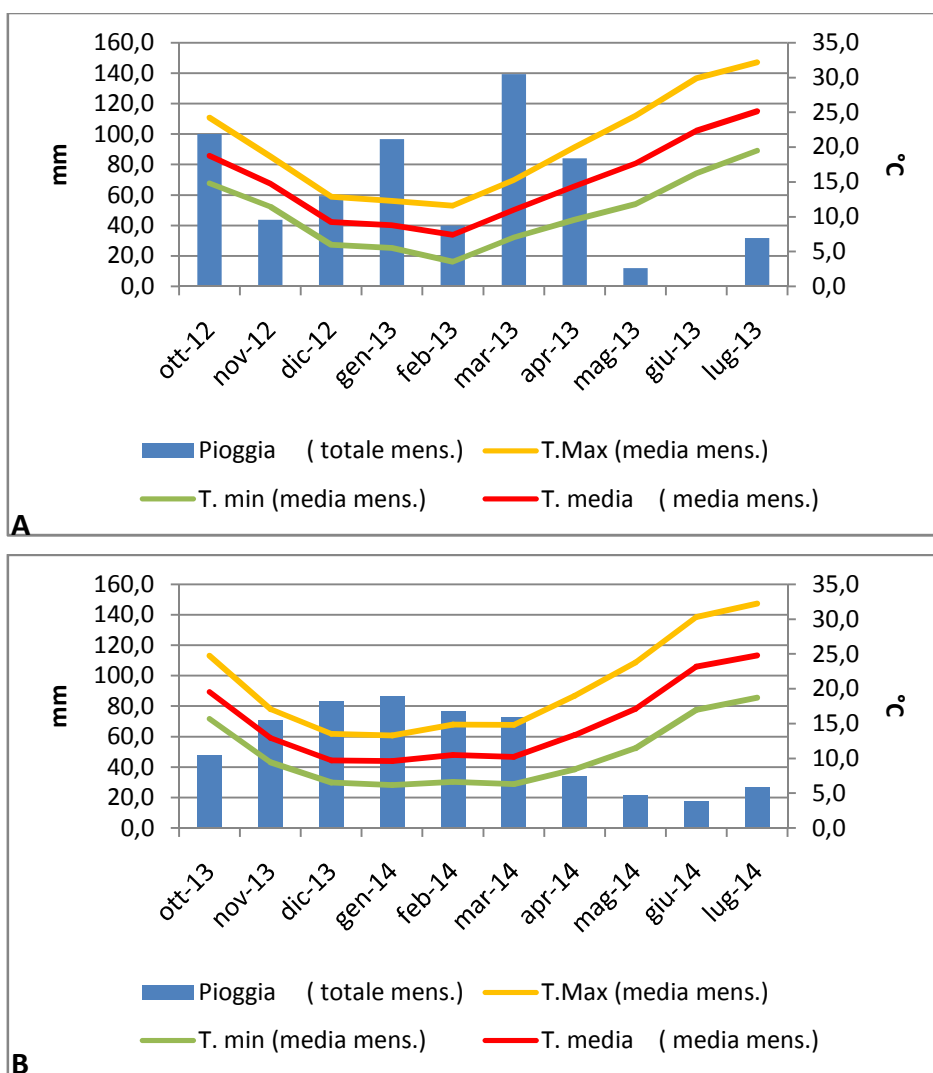 160,0
140,0
120,0
100,0
80,0
60,0
40,0
20,0
0,0
mm
35,0
30,0
25,0
20,0
15,0
10,0
5,0
0,0
°C
ott-12
nov-12
dic-12
gen-13
feb-13
mar-13
apr-13
mag-13
giu-13
lug-13
Pioggia ( totale mens.)
T.Max (media mens.)
T. min (media mens.)
T. media ( media mens.)
A
160,0
140,0
120,0
100,0
80,0
60,0
40,0
20,0
0,0
mm
35,0
30,0
25,0
20,0
15,0
10,0
5,0
0,0
°C
ott-13
nov-13
dic-13
gen-14
feb-14
mar-14
apr-14
mag-14
giu-14
lug-14
Pioggia ( totale mens.)
T.Max (media mens.)
T. min (media mens.)
T. media ( media mens.)
B